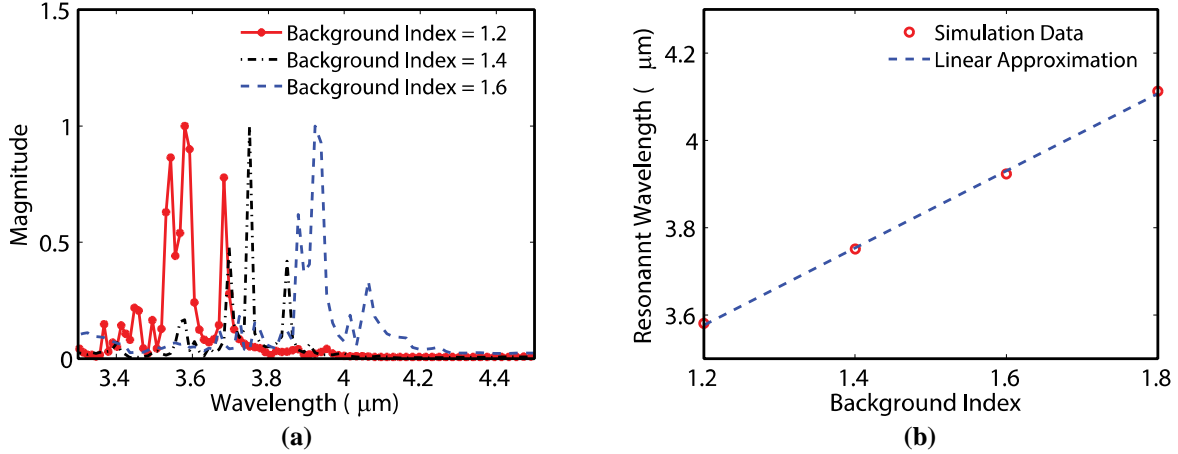 1.5
1
0.5
0
Magmitude
Background Index = 1.2
Background Index = 1.4
Background Index = 1.6
3.4 3.6 3.8 4 4.2 4.4
Wavelength ( μm)
(a)
4.2
4
3.8
3.6
Resonannt Wavelength ( μm)
Simulation Data
Linear Approximation
1.2 1.4 1.6 1.8
Background Index
(b)